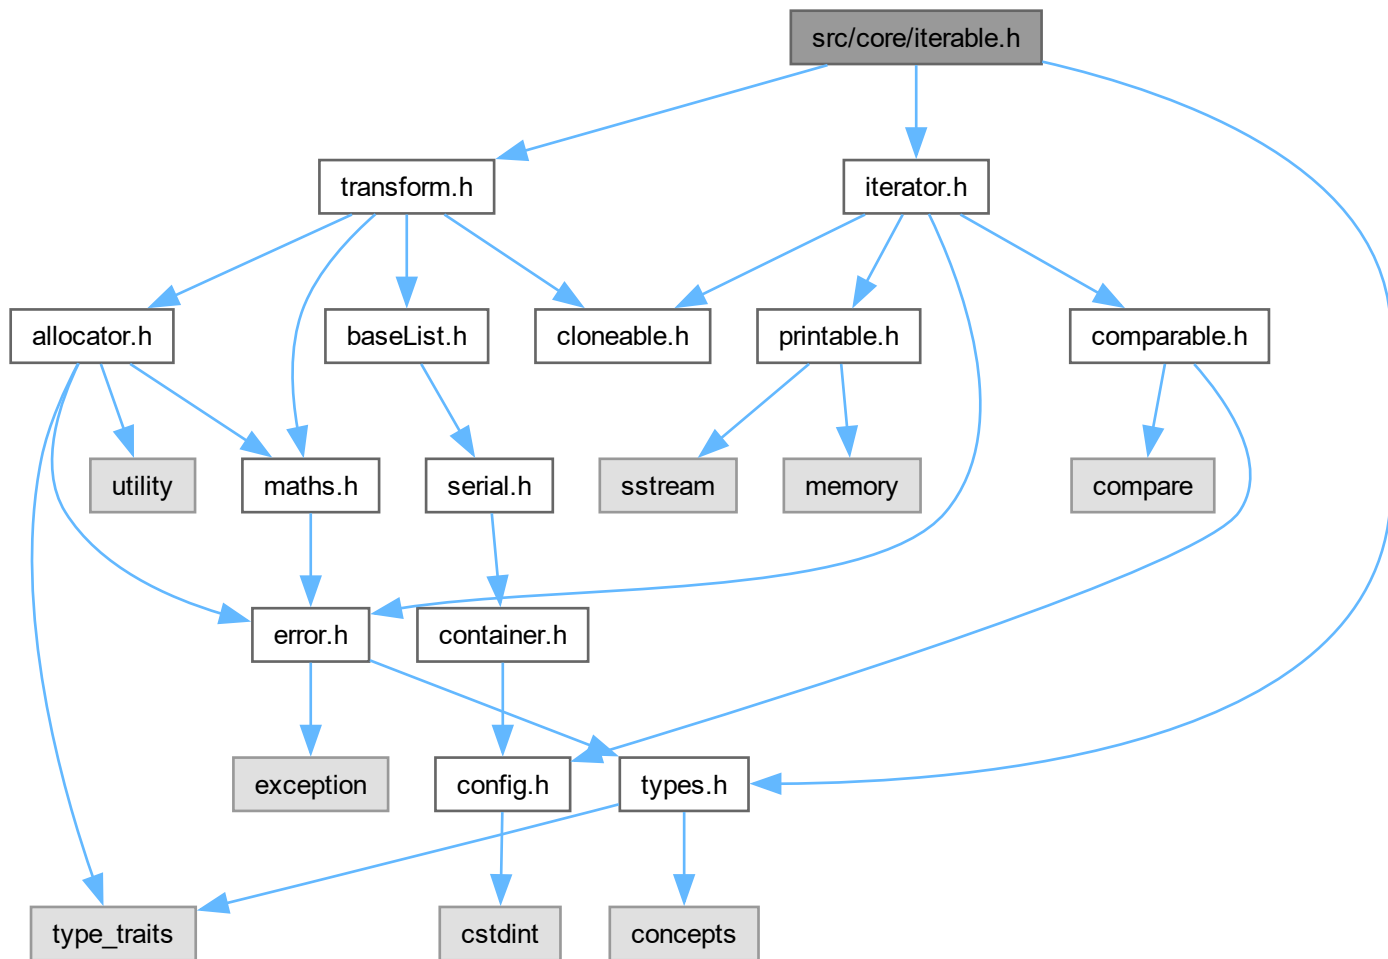 src/core/iterable.h
transform.h
iterator.h
allocator.h
baseList.h
cloneable.h
printable.h
comparable.h
utility
maths.h
serial.h
sstream
memory
compare
error.h
container.h
exception
config.h
types.h
type_traits
cstdint
concepts